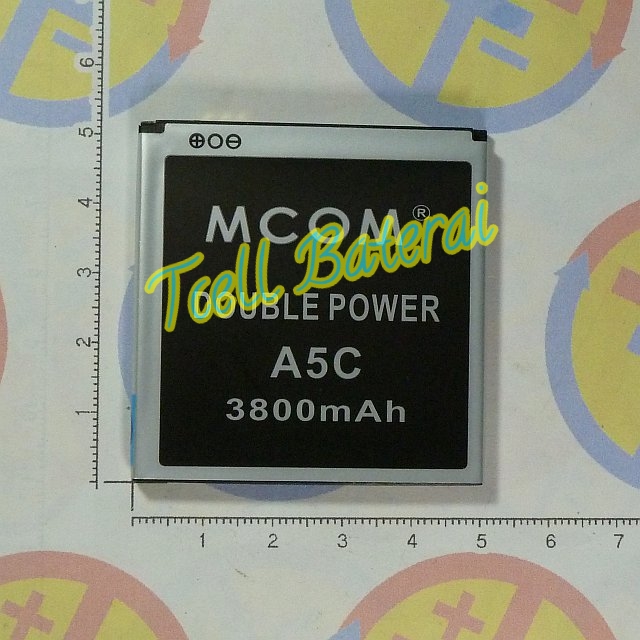 MCOM®
Tcell Baterai
DOUBLE POWER
A5C
3800mAh
6
5
4
3
2
1
1 2 3 4 5 6 7